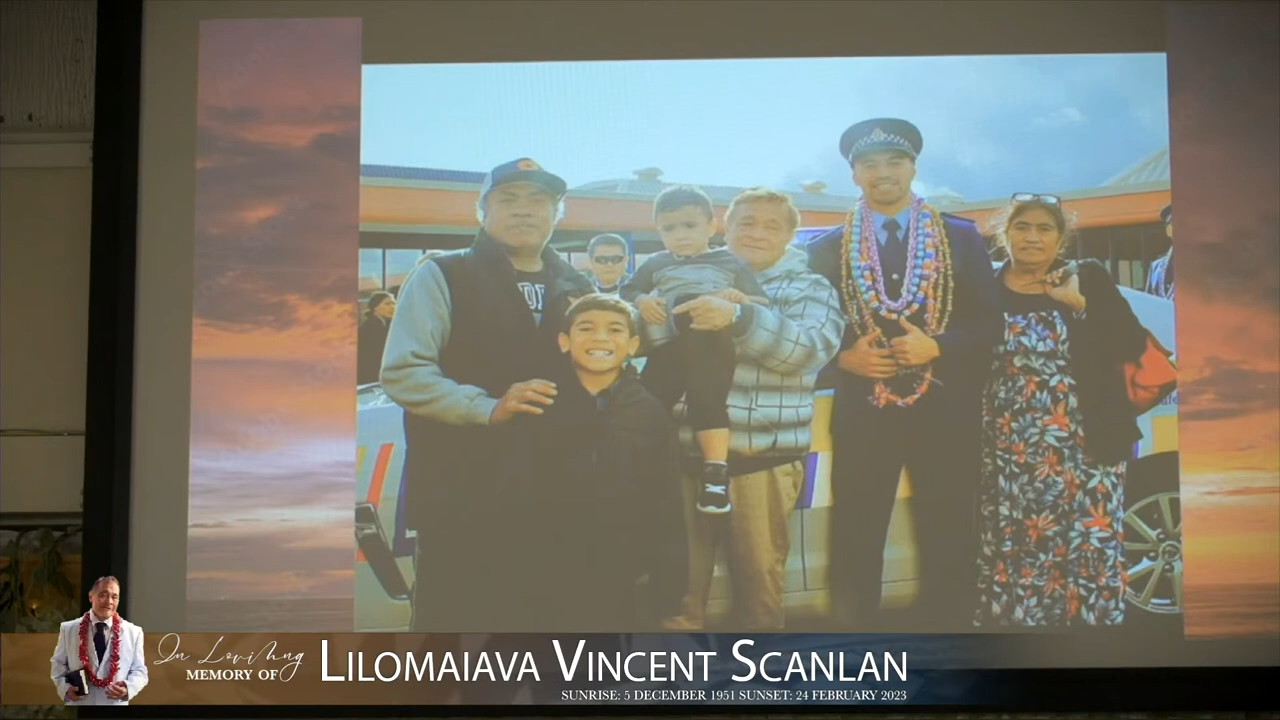 In Loving
MEMORY OF
LILOMAIAVA VINCENT SCANLAN
SUNRISE: 5 DECEMBER 1951 SUNSET: 24 FEBRUARY 2023